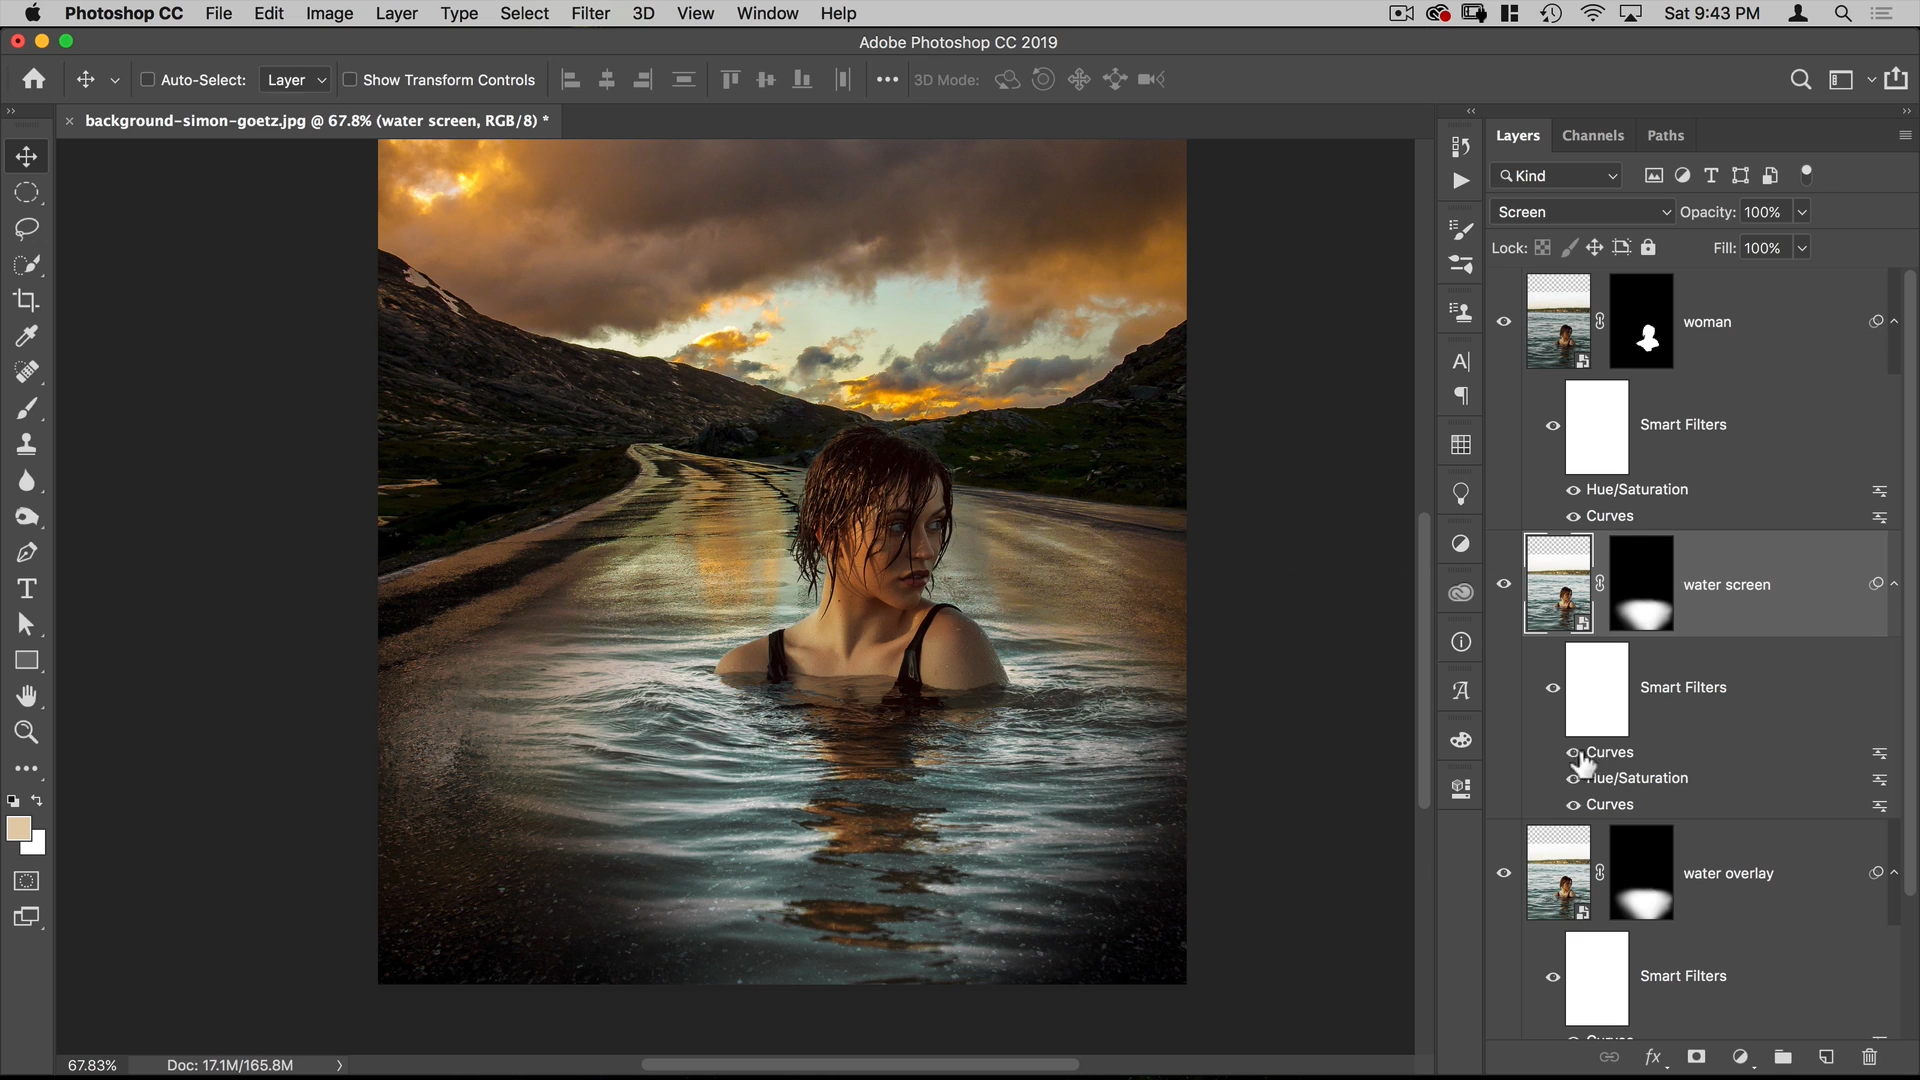 Photoshop CC File Edit Image Layer Type Select Filter 3D View Window Help Sat 9:43 PM
Adobe Photoshop CC 2019
Auto-Select: Layer Show Transform Controls 3D Mode:
× background-simon-goetz.jpg @ 67.8% (water screen, RGB/8) *
Layers Channels Paths
Kind
Screen Opacity: 100%
Lock: Fill: 100%
woman
Smart Filters
Hue/Saturation
Curves
water screen
Smart Filters
Curves
Hue/Saturation
Curves
water overlay
Smart Filters
67.83% Doc: 17.1M/165.8M
fx